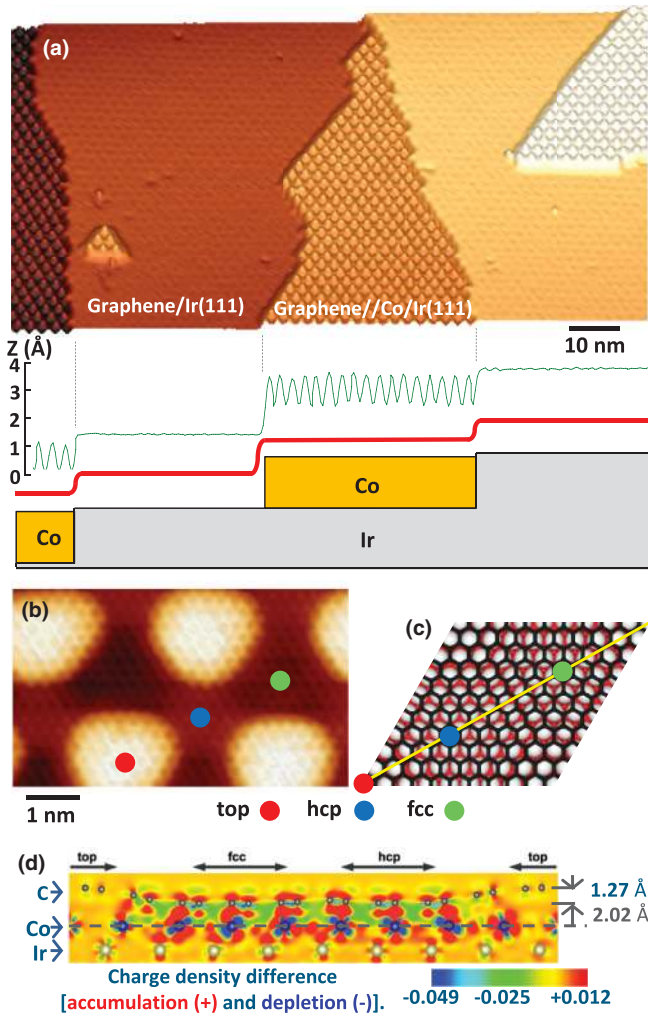 (a)
Graphene/Ir(111)
Graphene//Co/Ir(111)
10 nm
Z (Å)
4
3
2
1
0
Co
Co
Ir
(b)
(c)
1 nm
top hcp fcc
(d)
top fcc hcp top
C
1.27 Å
2.02 Å
Co
Ir
Charge density difference
[accumulation (+) and depletion (-)].
-0.049 -0.025 +0.012